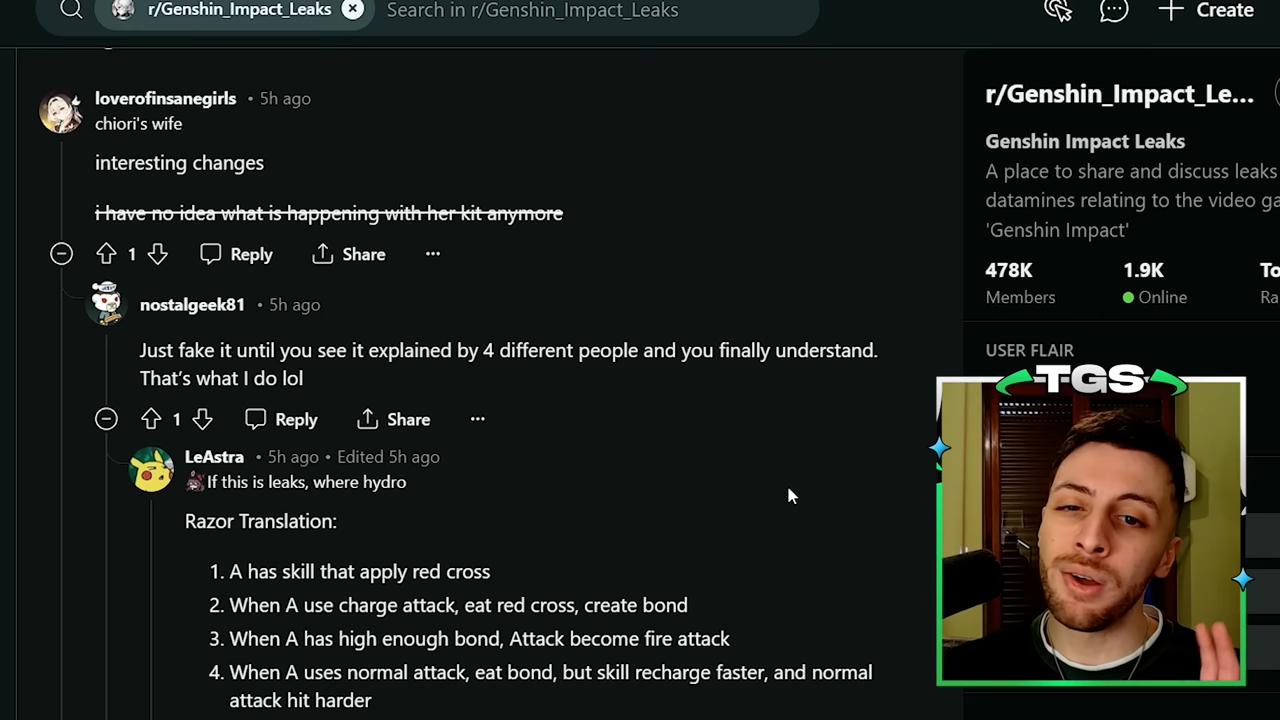 r/Genshin_Impact_Leaks
Search in r/Genshin_Impact_Leaks
Create
loverofinsanegirls • 5h ago
chiori's wife
interesting changes
i have no idea what is happening with her kit anymore
1 Reply Share ...
nostalgeek81 • 5h ago
Just fake it until you see it explained by 4 different people and you finally understand.
That's what I do lol
1 Reply Share ...
LeAstra • 5h ago • Edited 5h ago
If this is leaks, where hydro
Razor Translation:
1. A has skill that apply red cross
2. When A use charge attack, eat red cross, create bond
3. When A has high enough bond, Attack become fire attack
4. When A uses normal attack, eat bond, but skill recharge faster, and normal
attack hit harder
r/Genshin_Impact_Le...
Genshin Impact Leaks
A place to share and discuss leaks
datamines relating to the video ga
'Genshin Impact'
478K 1.9K To
Members Online Ra
USER FLAIR
TGS